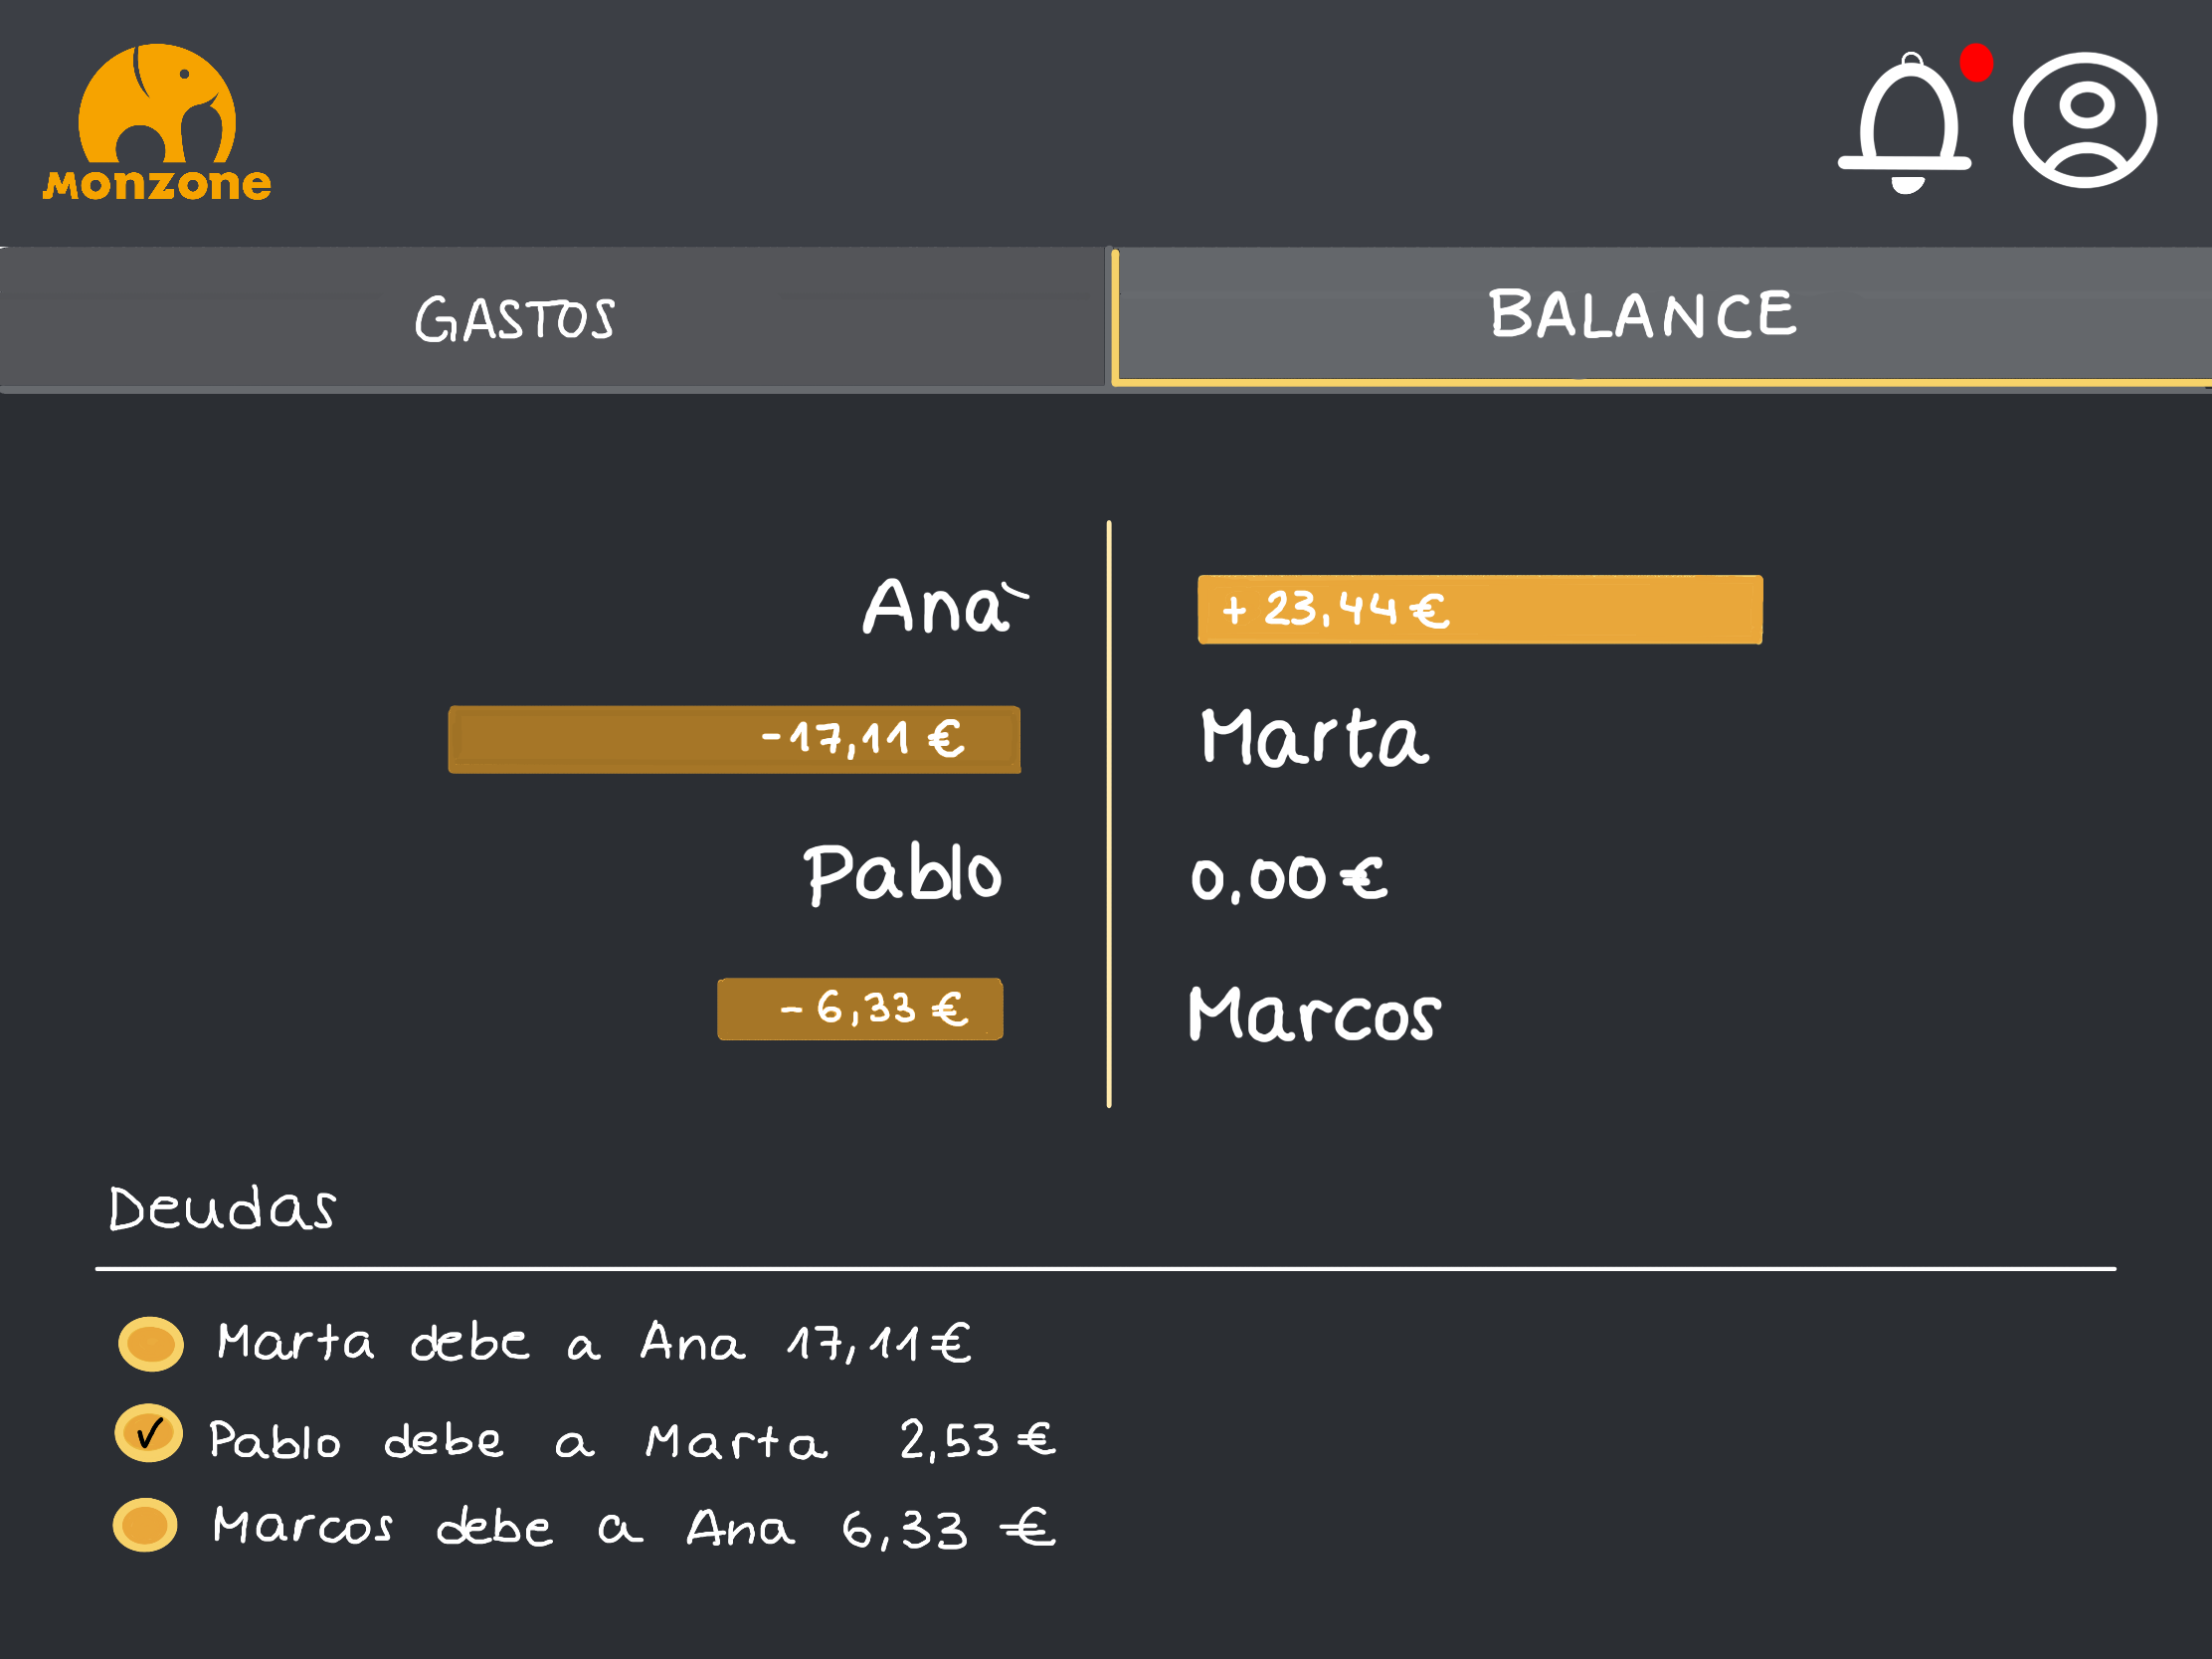 Monzone
GASTOS BALANCE
Ana + 23,44 €
-17,11 € Marta
Pablo 0,00 €
- 6,33 € Marcos
Deudas
Marta debe a Ana 17,11 €
Pablo debe a Marta 2,53 €
Marcos debe a Ana 6,33 €